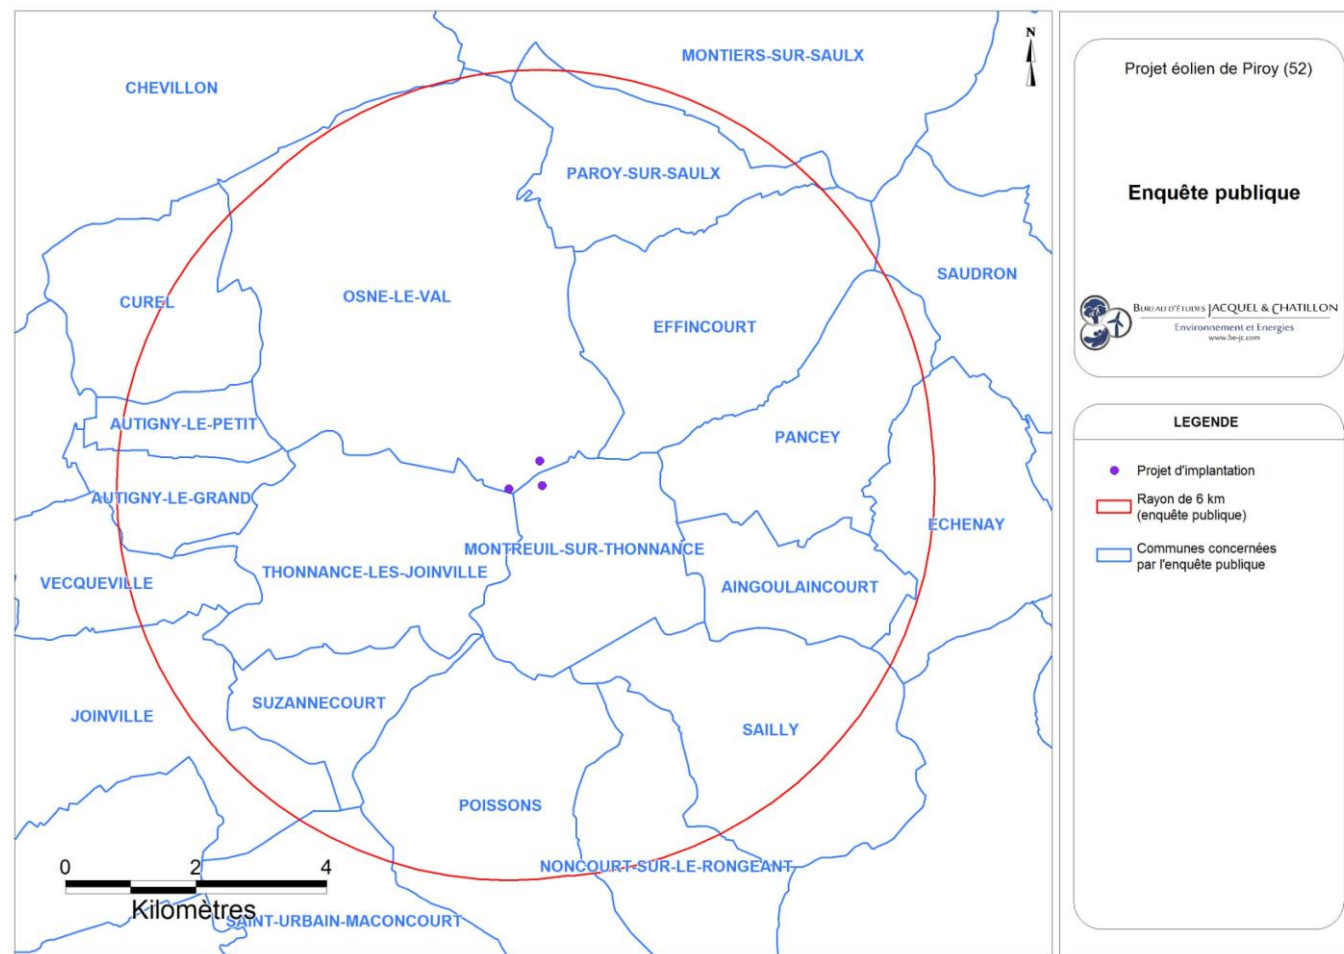 N
MONTIERS-SUR-SAULX
CHEVILLON
PAROY-SUR-SAULX
SAUDRON
OSNE-LE-VAL
CUREL
EFFINCOURT
AUTIGNY-LE-PETIT
PANCEY
AUTIGNY-LE-GRAND
ECHENAY
MONTREUIL-SUR-THONNANCE
THONNANCE-LES-JOINVILLE
VECQUEVILLE
AINGOULAINCOURT
SUZANNECOURT
JOINVILLE
SAILLY
POISSONS
NONCOURT-SUR-LE-RONGEANT
SAINT-URBAIN-MACONCOURT
0 2 4
Kilomètres
Projet éolien de Piroy (52)
Enquête publique
BUREAU D'ÉTUDES JACQUEL & CHATILLON
Environnement et Energies
www.be-jc.com
LEGENDE
Projet d'implantation
Rayon de 6 km
(enquête publique)
Communes concernées
par l'enquête publique